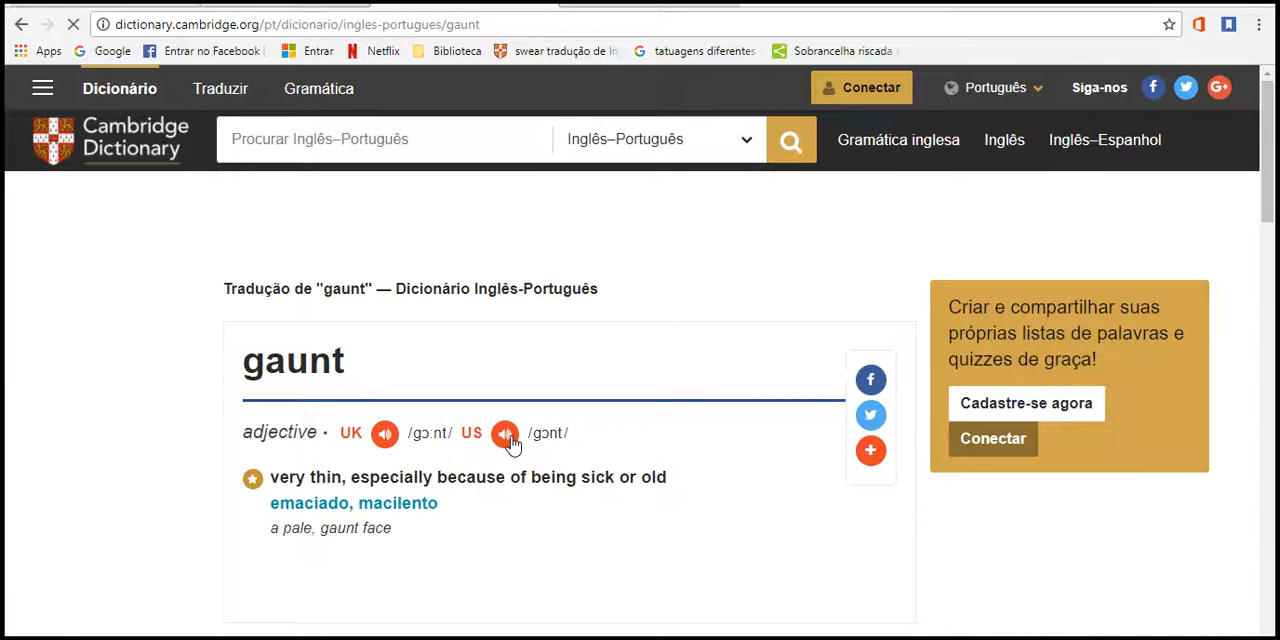 dictionary.cambridge.org/pt/dicionario/ingles-portugues/gaunt
Apps Google Entrar no Facebook Entrar Netflix Biblioteca swear tradução de In tatuagens diferentes Sobrancelha riscada
Dicionário Traduzir Gramática Conectar Português Siga-nos f G+
Cambridge Dictionary Procurar Inglês–Português Inglês–Português Gramática inglesa Inglês Inglês–Espanhol
Tradução de "gaunt" — Dicionário Inglês-Português
gaunt
adjective · UK /gɔːnt/ US /gɔnt/
very thin, especially because of being sick or old
emaciado, macilento
a pale, gaunt face
f
+
Criar e compartilhar suas
próprias listas de palavras e
quizzes de graça!
Cadastre-se agora
Conectar